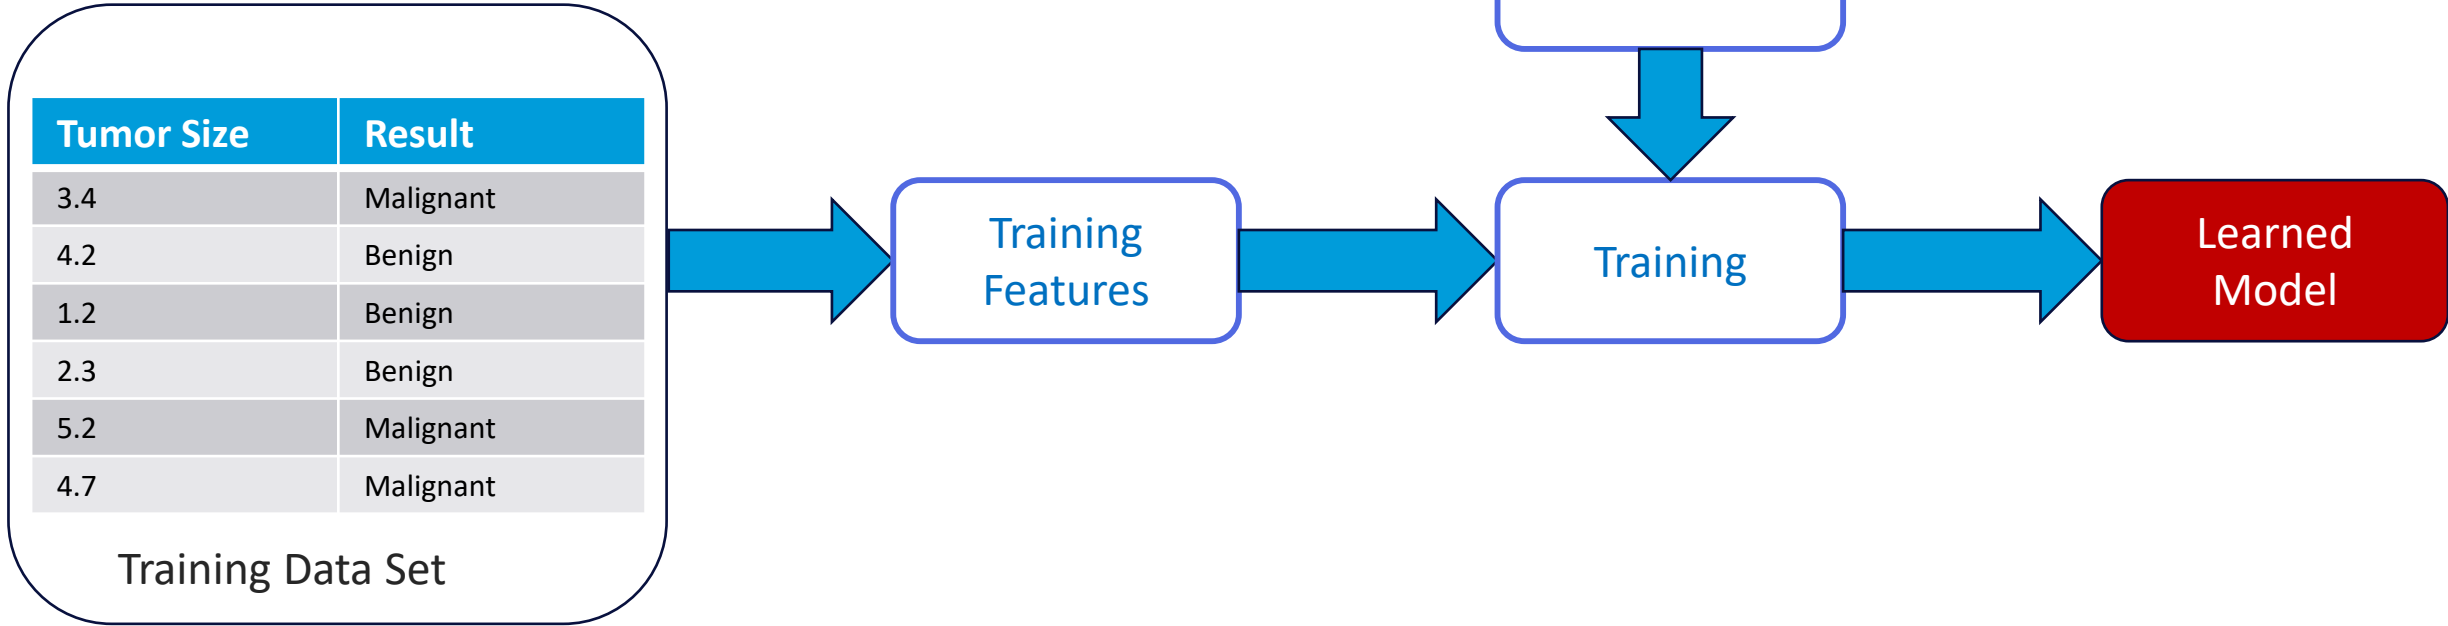 Tumor Size Result
3.4 Malignant
4.2 Benign
1.2 Benign
2.3 Benign
5.2 Malignant
4.7 Malignant
Training Data Set
Training
Features
Training
Learned
Model